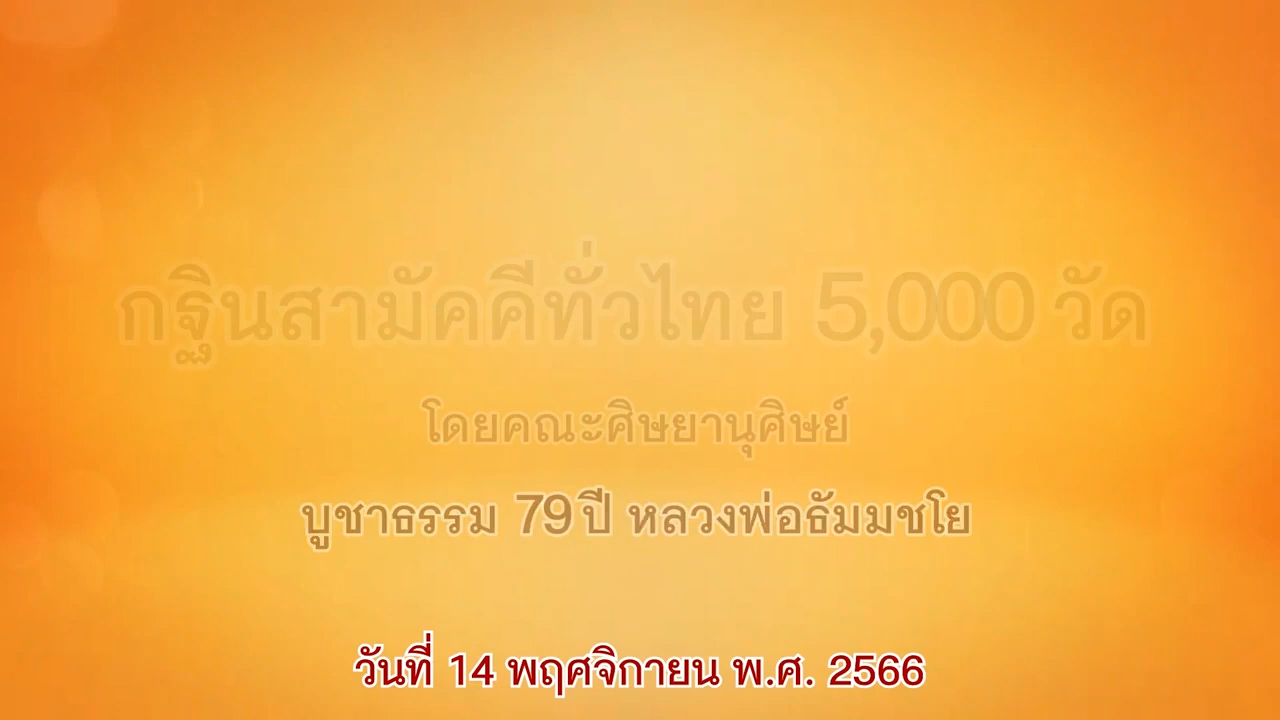 กฐินสามัคคีทั่วไทย 5,000 วัด
โดยคณะศิษยานุศิษย์
บูชาธรรม 79 ปี หลวงพ่อธัมมชโย
วันที่ 14 พฤศจิกายน พ.ศ. 2566